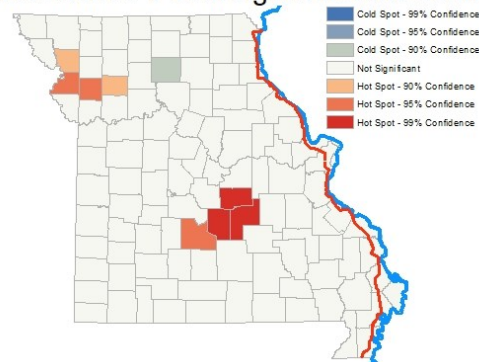 Cold Spot - 99% Confidence
Cold Spot - 95% Confidence
Cold Spot - 90% Confidence
Not Significant
Hot Spot - 90% Confidence
Hot Spot - 95% Confidence
Hot Spot - 99% Confidence